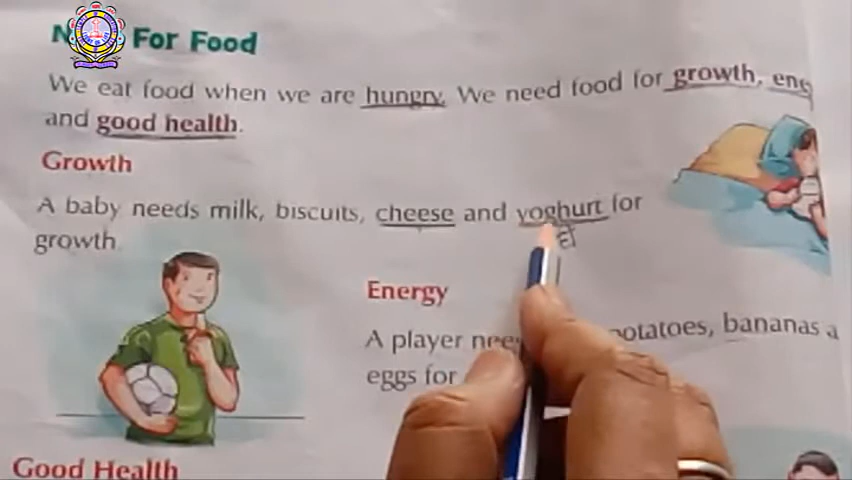 For Food
We eat food when we are hungry. We need food for growth,
and good health.
Growth
A baby needs milk, biscuits, cheese and yoghurt for
growth
Energy
A player potatoes, bananas
eggs for
Good Health